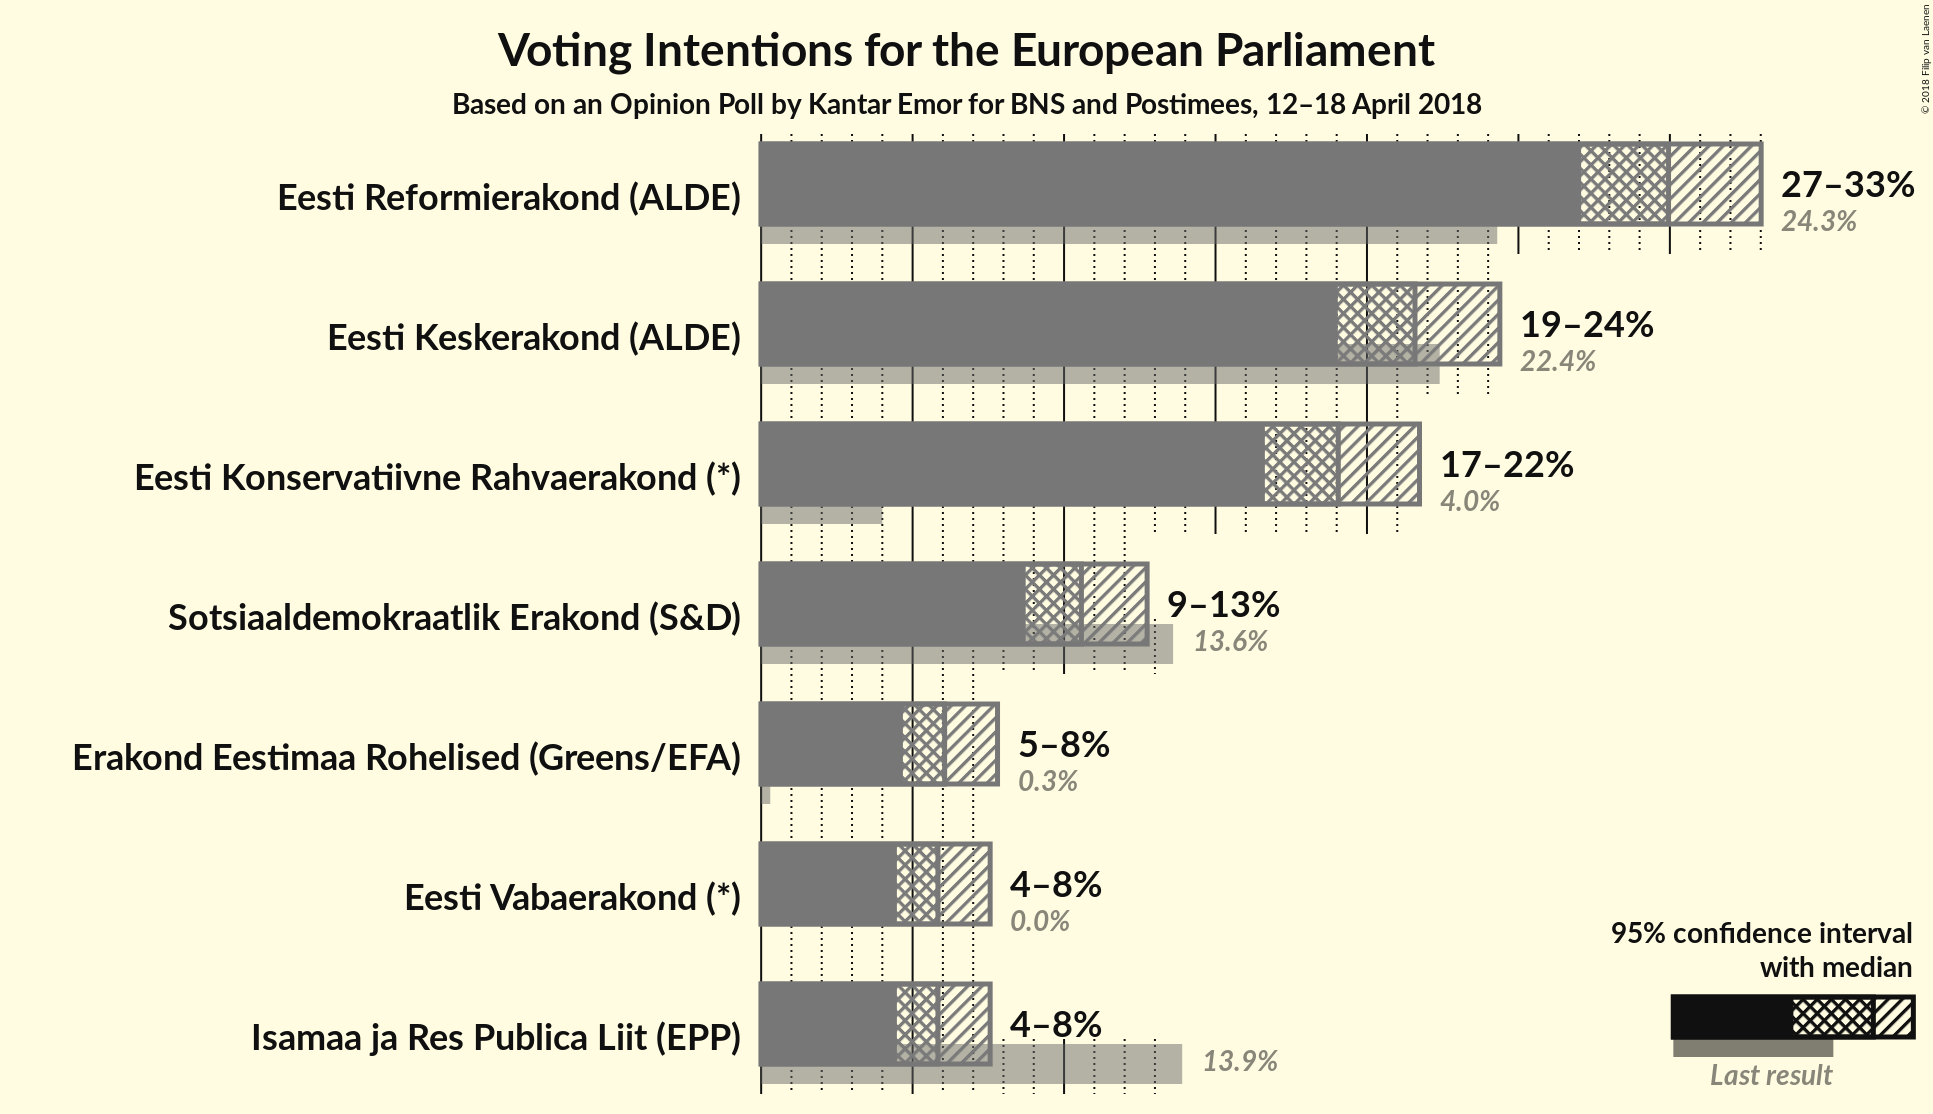 Voting Intentions for the European Parliament
Based on an Opinion Poll by Kantar Emor for BNS and Postimees, 12–18 April 2018
© 2018 Filip van Laenen
Eesti Reformierakond (ALDE)
27–33%
24.3%
Eesti Keskerakond (ALDE)
19–24%
22.4%
Eesti Konservatiivne Rahvaerakond (*)
17–22%
4.0%
Sotsiaaldemokraatlik Erakond (S&D)
9–13%
13.6%
Erakond Eestimaa Rohelised (Greens/EFA)
5–8%
0.3%
Eesti Vabaerakond (*)
4–8%
0.0%
Isamaa ja Res Publica Liit (EPP)
4–8%
13.9%
95% confidence interval
with median
Last result